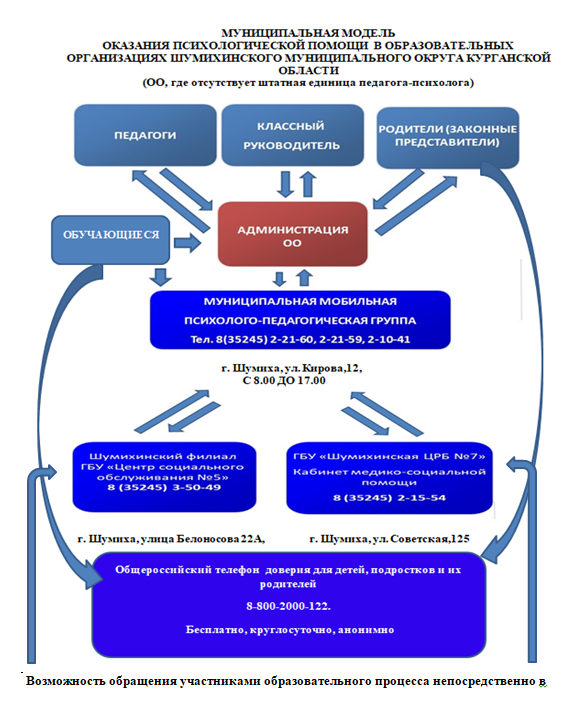 МУНИЦИПАЛЬНАЯ МОДЕЛЬ
ОКАЗАНИЯ ПСИХОЛОГИЧЕСКОЙ ПОМОЩИ В ОБРАЗОВАТЕЛЬНЫХ
ОРГАНИЗАЦИЯХ ШУМИХИНСКОГО МУНИЦИПАЛЬНОГО ОКРУГА КУРГАНСКОЙ
ОБЛАСТИ
(ОО, где отсутствует штатная единица педагога-психолога)
ПЕДАГОГИ
КЛАССНЫЙ
РУКОВОДИТЕЛЬ
РОДИТЕЛИ (ЗАКОННЫЕ
ПРЕДСТАВИТЕЛИ)
ОБУЧАЮЩИЕСЯ
АДМИНИСТРАЦИЯ
ОО
МУНИЦИПАЛЬНАЯ МОБИЛЬНАЯ
ПСИХОЛОГО-ПЕДАГОГИЧЕСКАЯ ГРУППА
Тел. 8(35245) 2-21-60, 2-21-59, 2-10-41
г. Шумиха, ул. Кирова,12,
С 8.00 ДО 17.00
Шумихинский филиал
ГБУ «Центр социального
обслуживания №5»
8 (35245) 3-50-49
ГБУ «Шумихинская ЦРБ №7»
Кабинет медико-социальной
помощи
8 (35245) 2-15-54
г. Шумиха, улица Белоносова 22А,
г. Шумиха, ул. Советская,125
Общероссийский телефон доверия для детей, подростков и их
родителей
8-800-2000-122.
Бесплатно, круглосуточно, анонимно
Возможность обращения участниками образовательного процесса непосредственно в